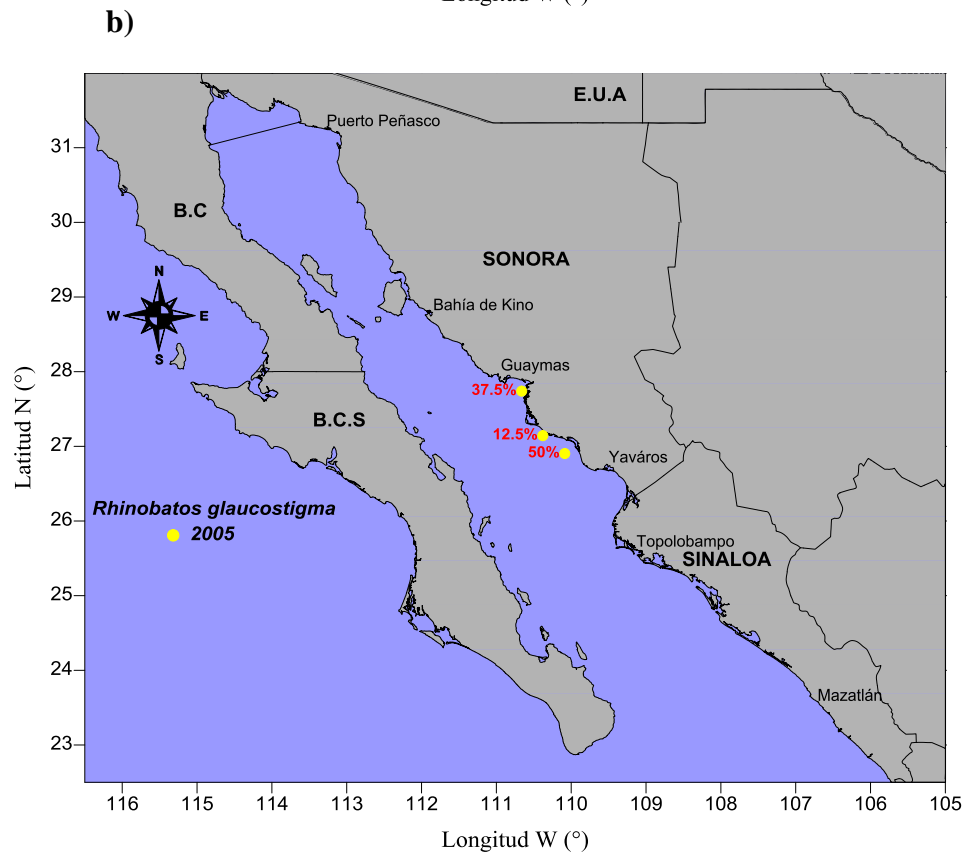 Longitud W (°)
b)
E.U.A
Puerto Peñasco
31
B.C
30
SONORA
N
29
Bahía de Kino
W
E
S
Guaymas
28
37.5%
B.C.S
12.5%
27
50%
Yaváros
Latitud N (°)
Rhinobatos glaucostigma
26
2005
Topolobampo
SINALOA
25
24
Mazatlán
23
116 115 114 113 112 111 110 109 108 107 106 105
Longitud W (°)